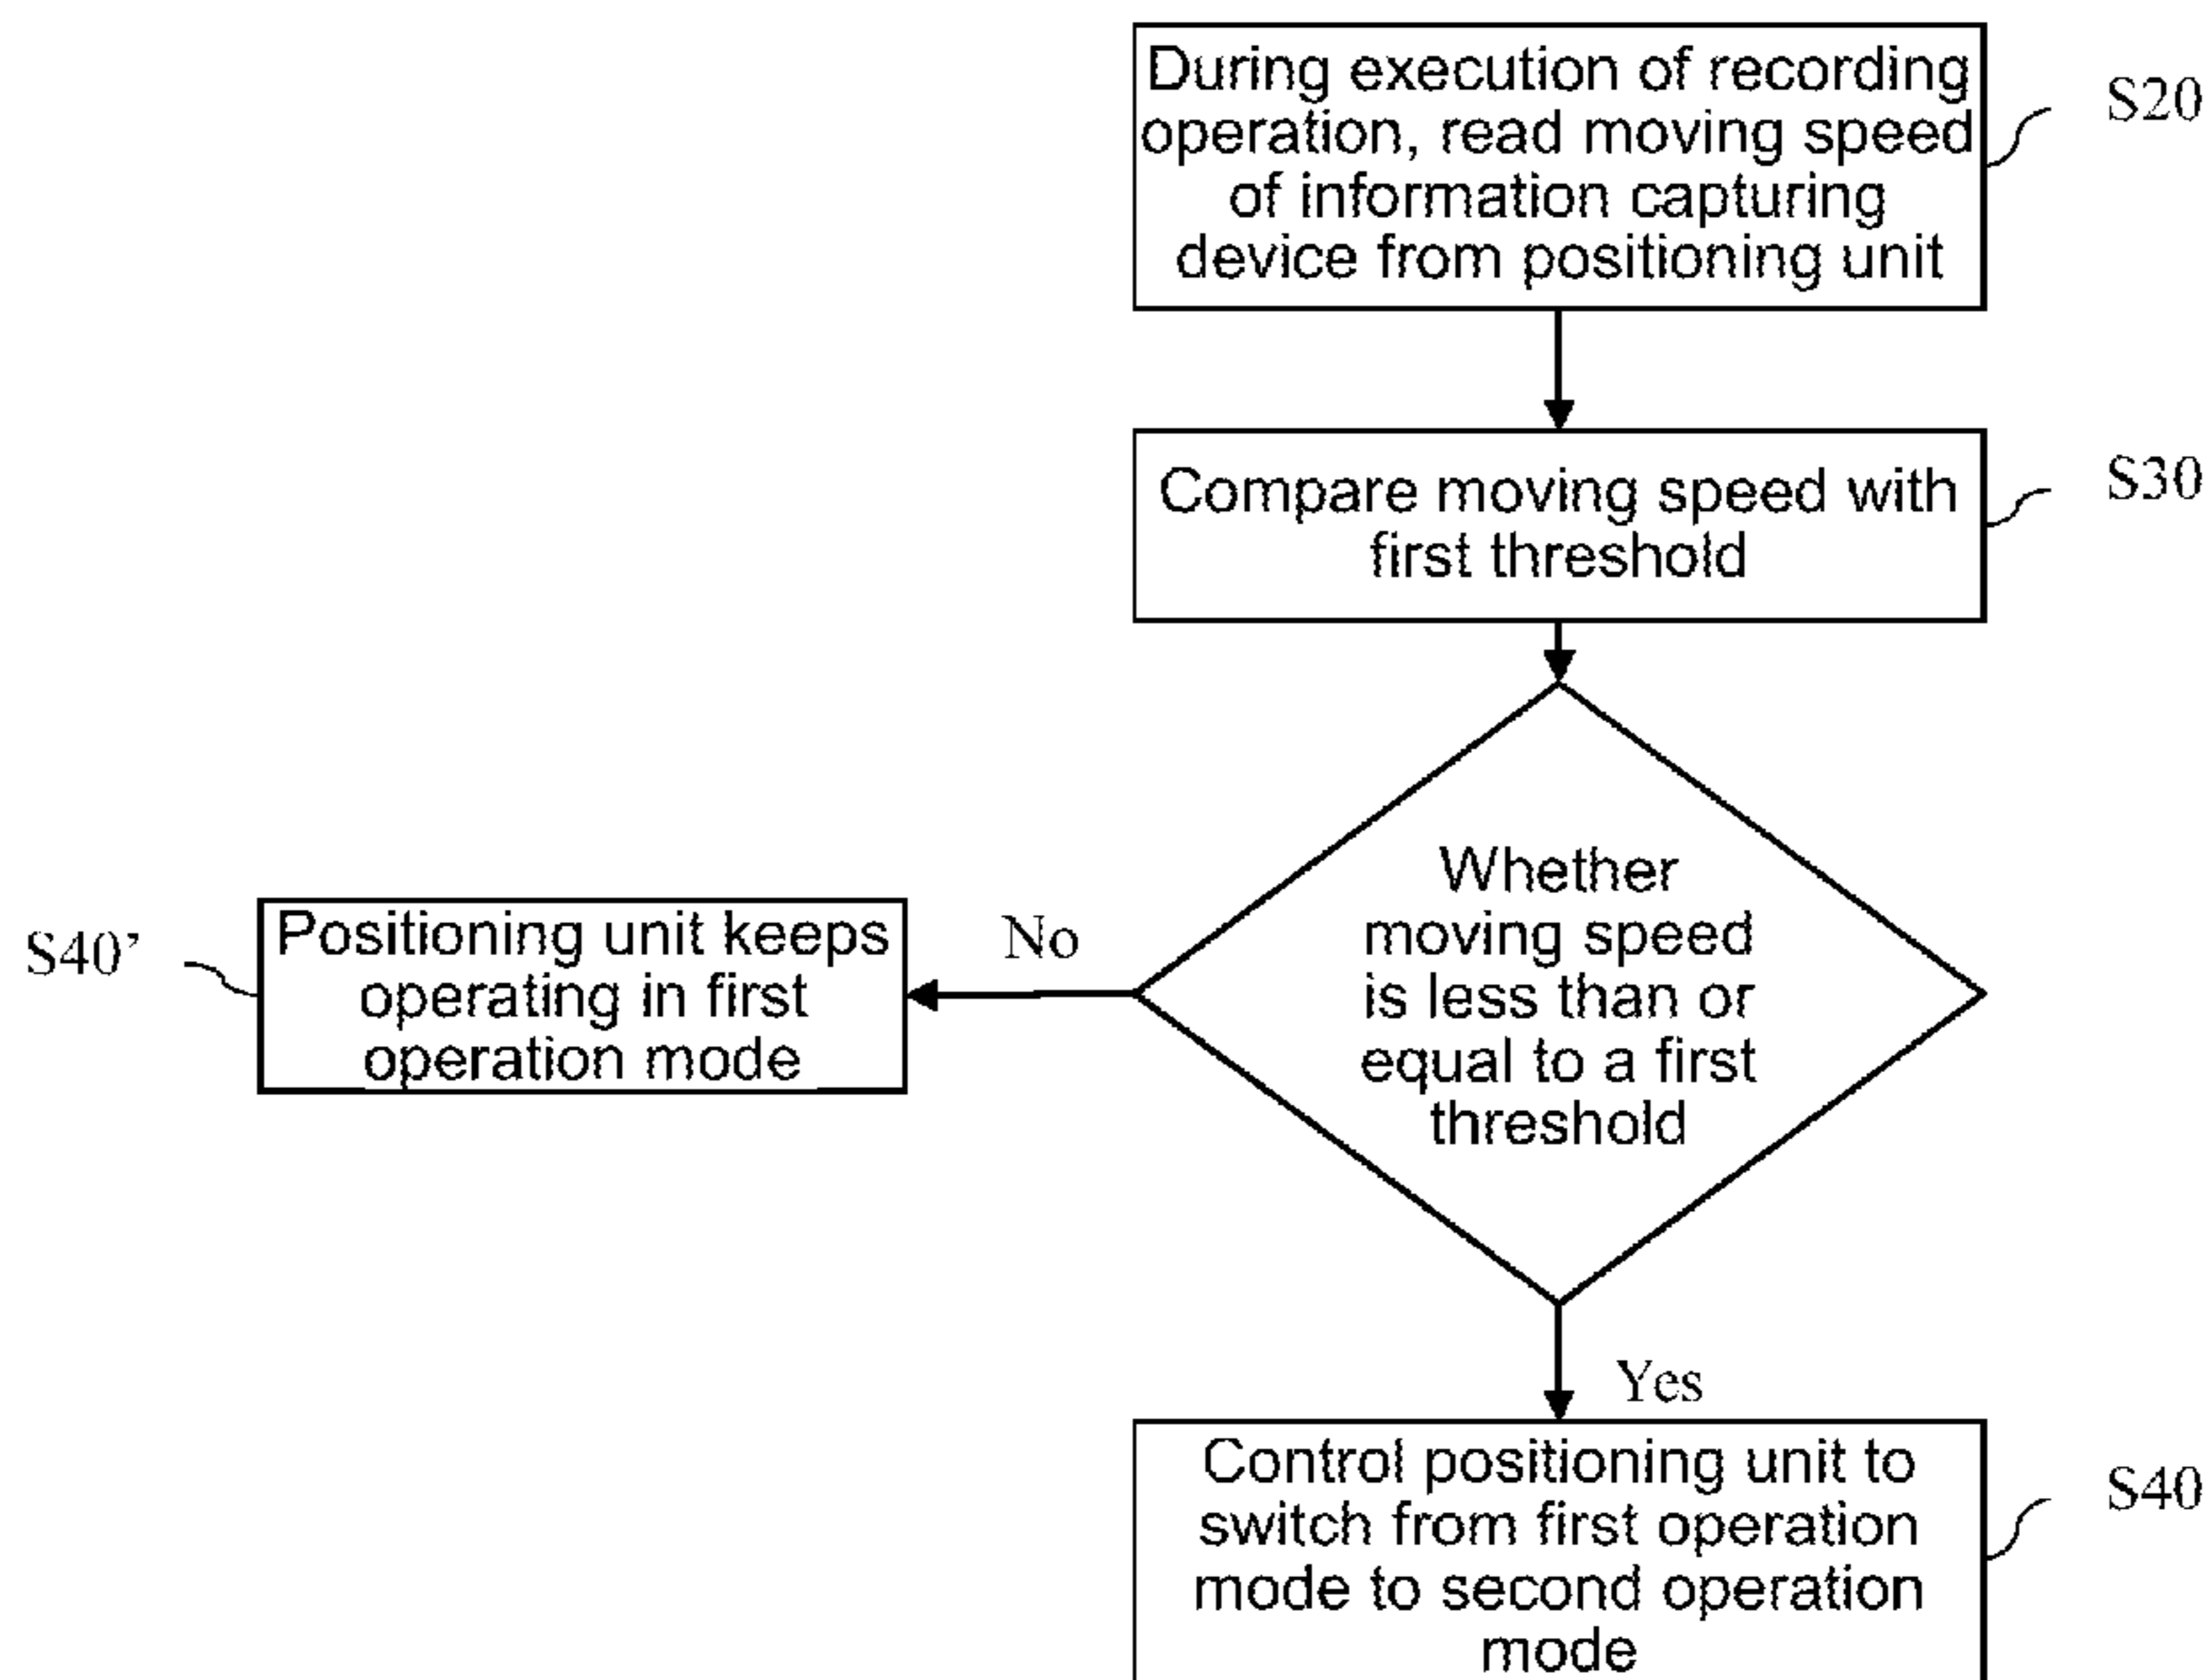 During execution of recording
operation, read moving speed
of information capturing
device from positioning unit
S20
Compare moving speed with
first threshold
S30
Whether
moving speed
is less than or
equal to a first
threshold
No
S40’
Positioning unit keeps
operating in first
operation mode
Yes
Control positioning unit to
switch from first operation
mode to second operation
mode
S40